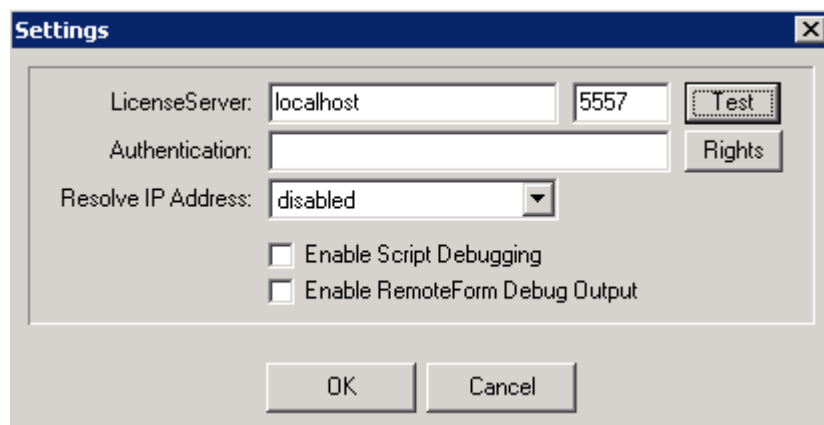 Settings
LicenseServer: localhost 5557 Test
Authentication: Rights
Resolve IP Address: disabled
Enable Script Debugging
Enable RemoteForm Debug Output
OK Cancel